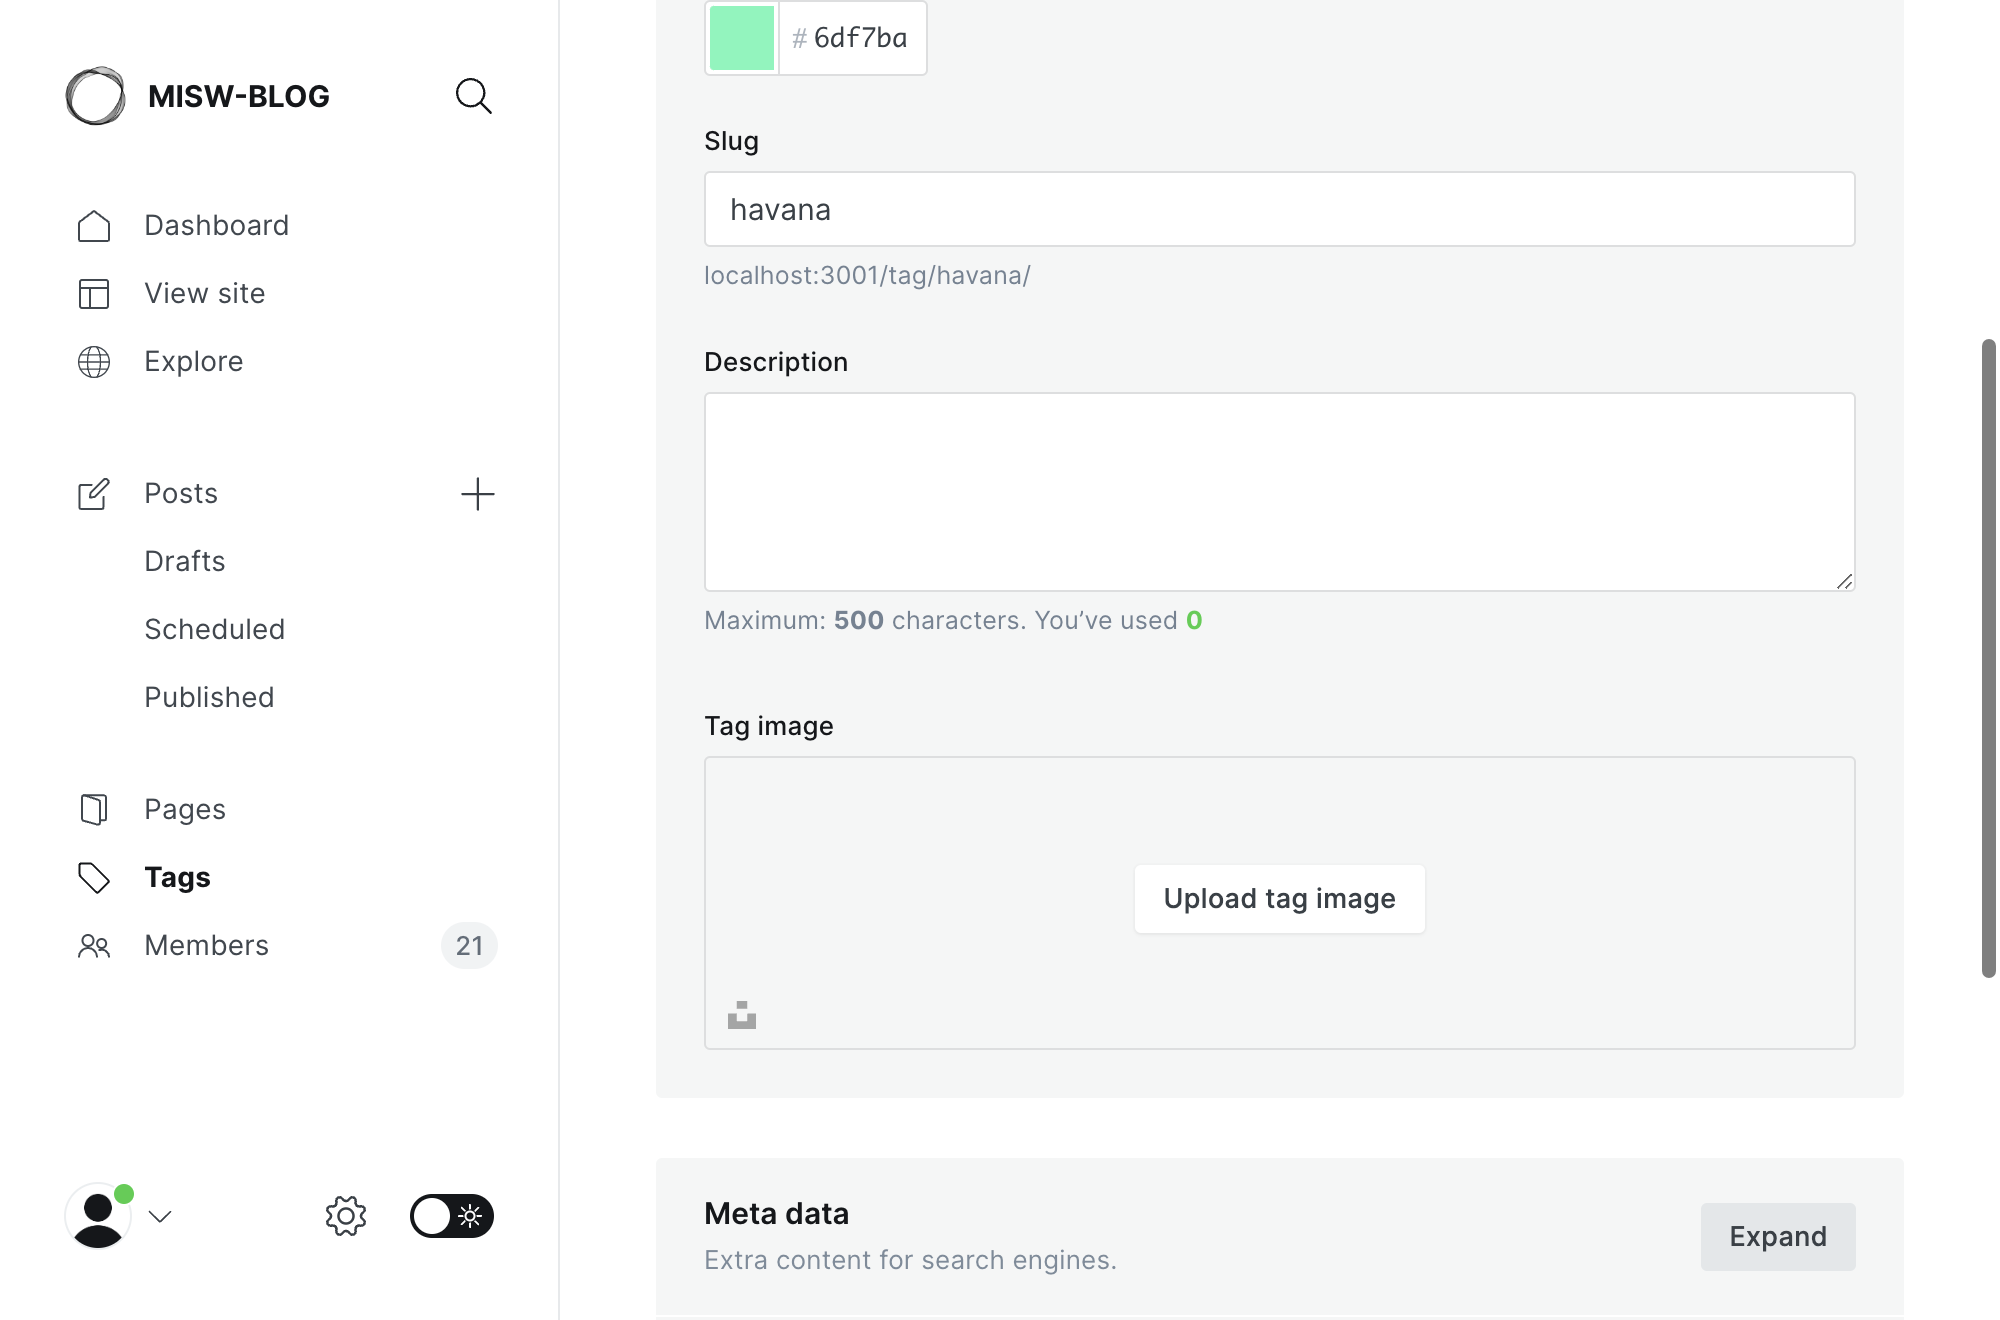 MISW-BLOG
Dashboard
View site
Explore
Posts
Drafts
Scheduled
Published
Pages
Tags
Members
21
# 6df7ba
Slug
havana
localhost:3001/tag/havana/
Description
Maximum: 500 characters. You’ve used 0
Tag image
Upload tag image
Meta data
Extra content for search engines.
Expand